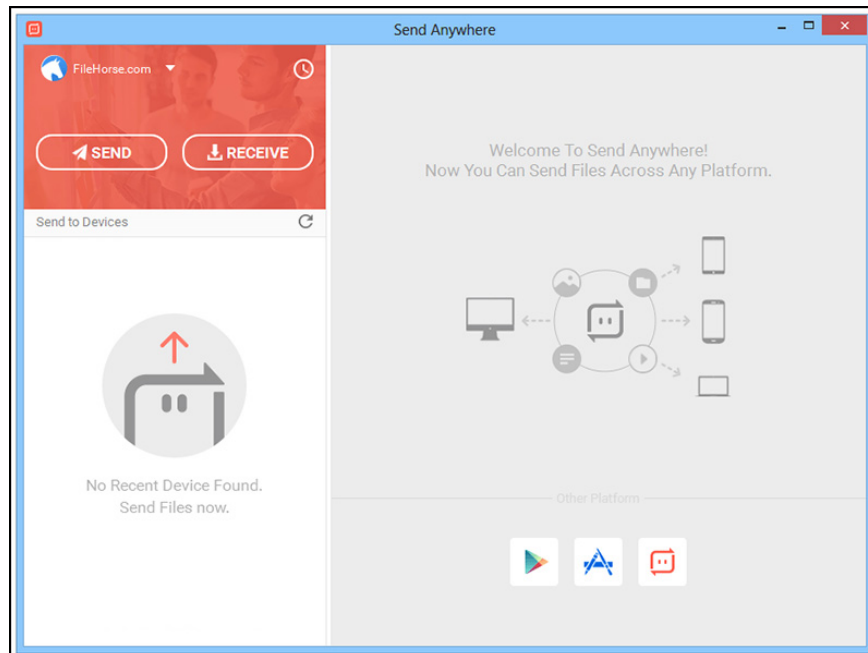 Send Anywhere
FileHorse.com
SEND
RECEIVE
Send to Devices
No Recent Device Found.
Send Files now.
Welcome To Send Anywhere!
Now You Can Send Files Across Any Platform.
Other Platform